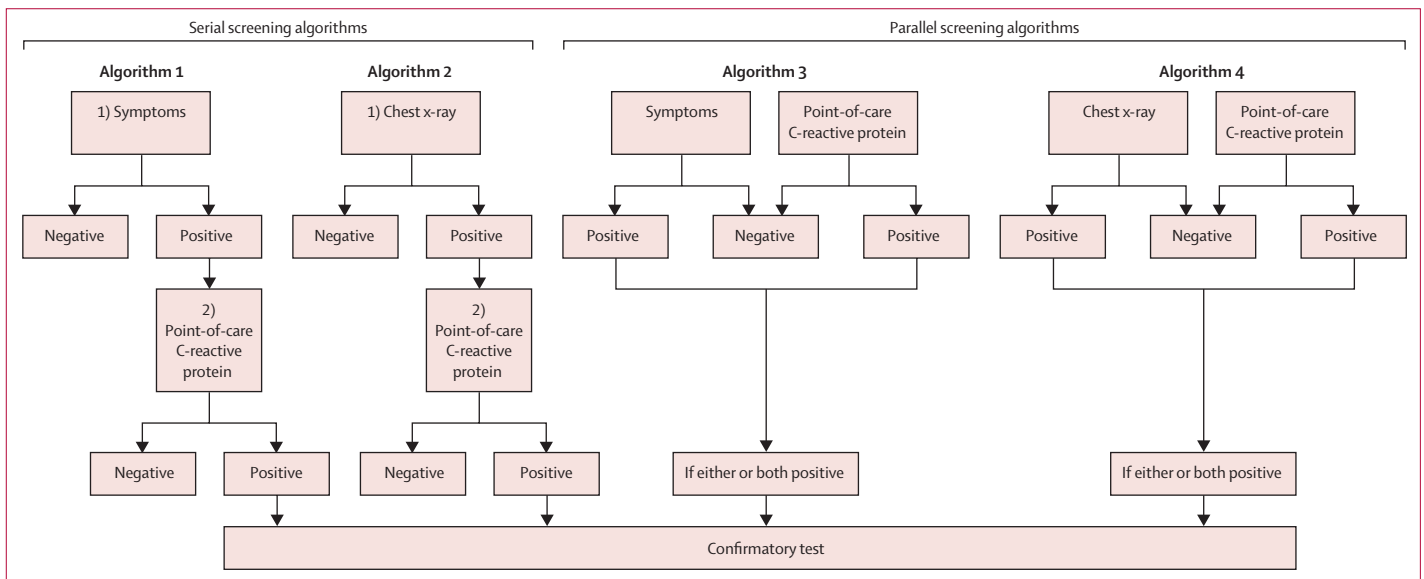 Serial screening algorithms
Parallel screening algorithms
Algorithm 1
Algorithm 2
Algorithm 3
Algorithm 4
1) Symptoms
1) Chest x-ray
Symptoms
Point-of-care
C-reactive protein
Chest x-ray
Point-of-care
C-reactive protein
Negative
Positive
Negative
Positive
Positive
Negative
Positive
Positive
Negative
Positive
2)
Point-of-care
C-reactive
protein
2)
Point-of-care
C-reactive
protein
Negative
Positive
Negative
Positive
If either or both positive
If either or both positive
Confirmatory test